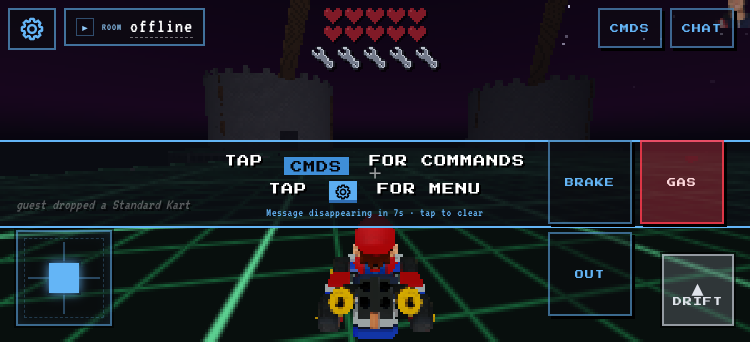 ROOM offline
CMDS
CHAT
TAP CMDS FOR COMMANDS
TAP FOR MENU
Message disappearing in 7s · tap to clear
guest dropped a Standard Kart
BRAKE
GAS
OUT
DRIFT